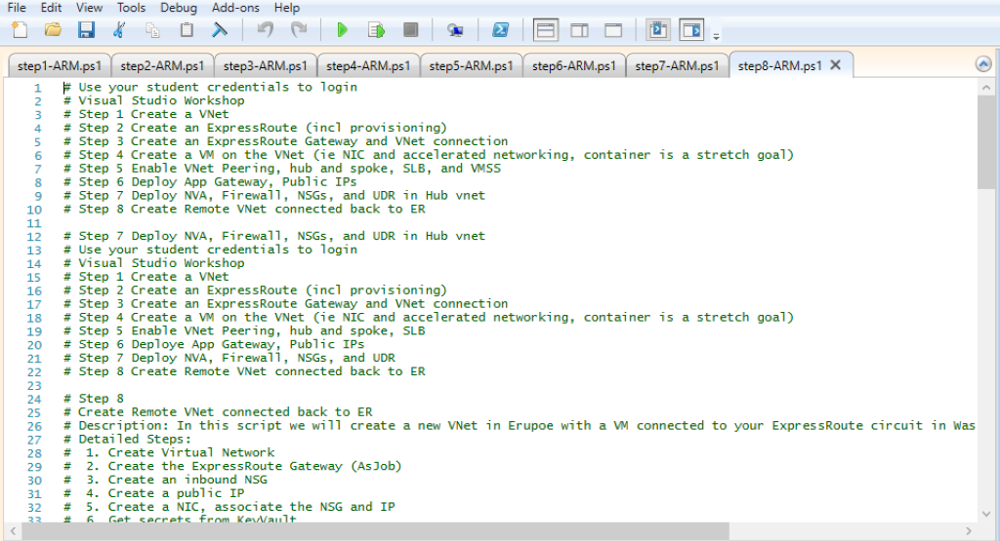 File Edit View Tools Debug Add-ons Help
step1-ARM.ps1 step2-ARM.ps1 step3-ARM.ps1 step4-ARM.ps1 step5-ARM.ps1 step6-ARM.ps1 step7-ARM.ps1 step8-ARM.ps1
1 # Use your student credentials to login
2 # Visual Studio Workshop
3 # Step 1 Create a VNet
4 # Step 2 Create an ExpressRoute (incl provisioning)
5 # Step 3 Create an ExpressRoute Gateway and VNet connection
6 # Step 4 Create a VM on the VNet (ie NIC and accelerated networking, container is a stretch goal)
7 # Step 5 Enable VNet Peering, hub and spoke, SLB, and VMSS
8 # Step 6 Deploy App Gateway, Public IPs
9 # Step 7 Deploy NVA, Firewall, NSGs, and UDR in Hub vnet
10 # Step 8 Create Remote VNet connected back to ER
11
12 # Step 7 Deploy NVA, Firewall, NSGs, and UDR in Hub vnet
13 # Use your student credentials to login
14 # Visual Studio Workshop
15 # Step 1 Create a VNet
16 # Step 2 Create an ExpressRoute (incl provisioning)
17 # Step 3 Create an ExpressRoute Gateway and VNet connection
18 # Step 4 Create a VM on the VNet (ie NIC and accelerated networking, container is a stretch goal)
19 # Step 5 Enable VNet Peering, hub and spoke, SLB
20 # Step 6 Deploye App Gateway, Public IPs
21 # Step 7 Deploy NVA, Firewall, NSGs, and UDR
22 # Step 8 Create Remote VNet connected back to ER
23
24 # Step 8
25 # Create Remote VNet connected back to ER
26 # Description: In this script we will create a new VNet in Erupoe with a VM connected to your ExpressRoute circuit in Was
27 # Detailed Steps:
28 # 1. Create Virtual Network
29 # 2. Create the ExpressRoute Gateway (AsJob)
30 # 3. Create an inbound NSG
31 # 4. Create a public IP
32 # 5. Create a NIC, associate the NSG and IP
33 # 6. Get secrets from KeyVault